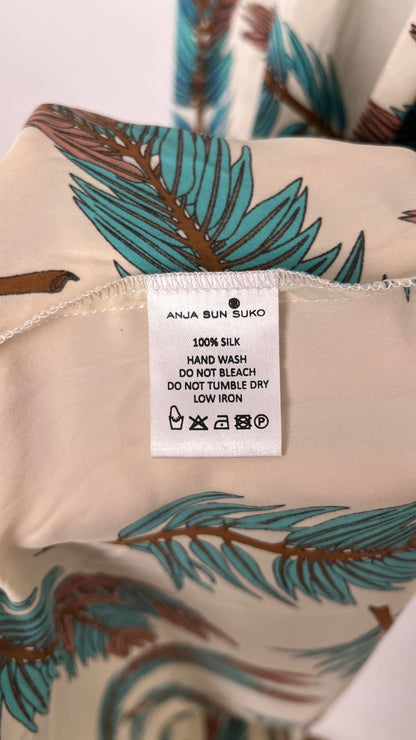 ANJA SUN SUKO
100% SILK
HAND WASH
DO NOT BLEACH
DO NOT TUMBLE DRY
LOW IRON
P